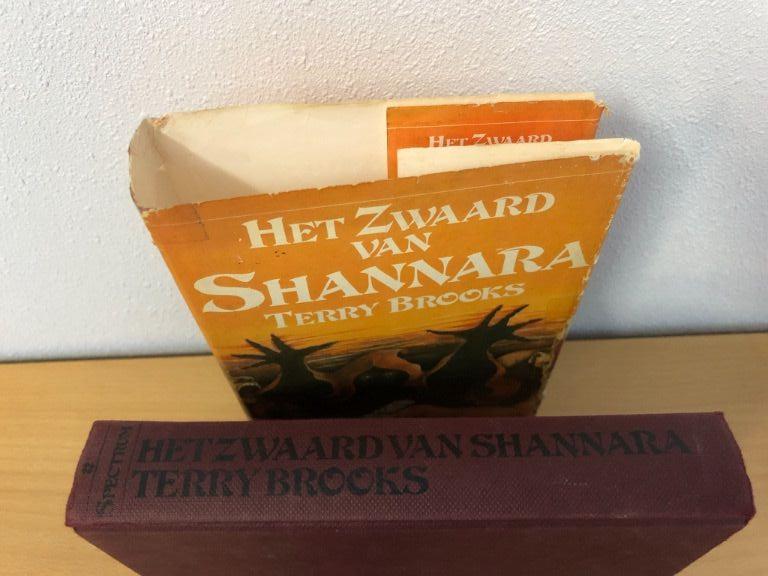 HET ZWAARD
HET ZWAARD
VAN
SHANNARA
TERRY BROOKS
SPECTRUM
HET ZWAARD VAN SHANNARA
TERRY BROOKS